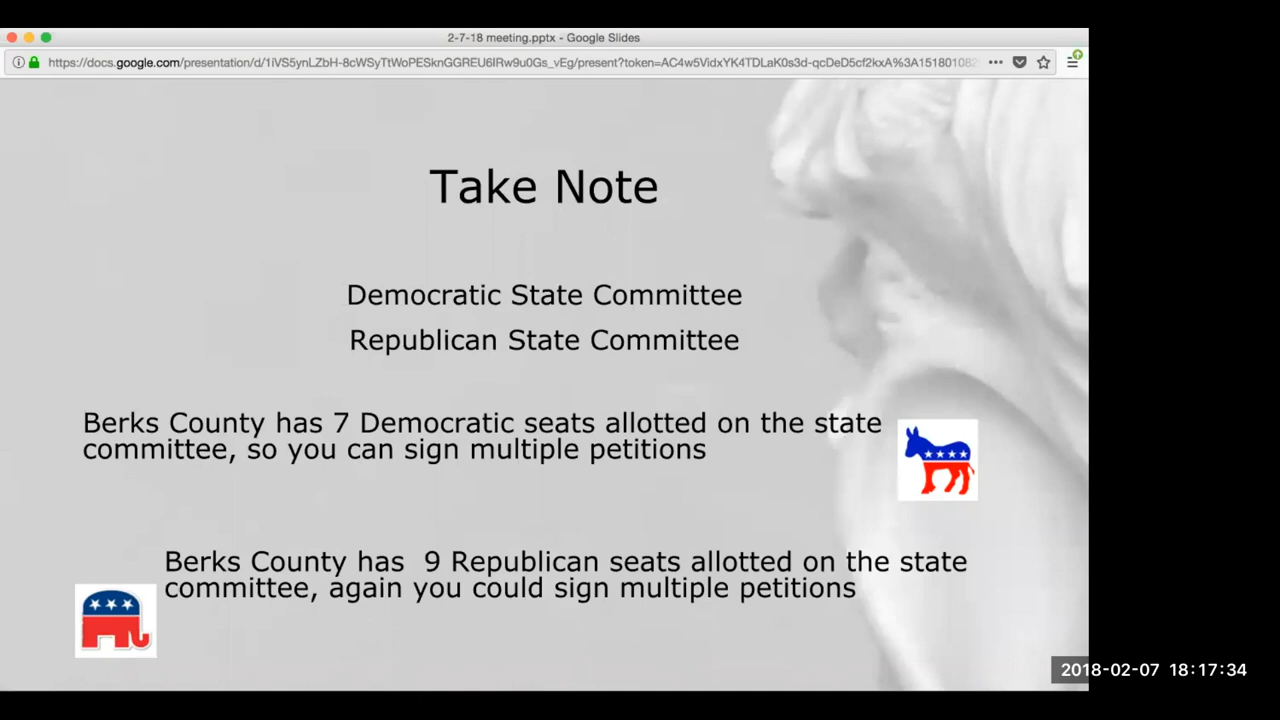 2-7-18 meeting.pptx - Google Slides
https://docs.google.com/presentation/d/1iVS5ynLZbH-8cWSyTtWoPESknGGREU6IRw9u0Gs_vEg/present?token=AC4w5VidxYK4TDLaK0s3d-qcDeD5cf2kxA%3A151801082
Take Note
Democratic State Committee
Republican State Committee
Berks County has 7 Democratic seats allotted on the state
committee, so you can sign multiple petitions
Berks County has 9 Republican seats allotted on the state
committee, again you could sign multiple petitions
2018-02-07 18:17:34